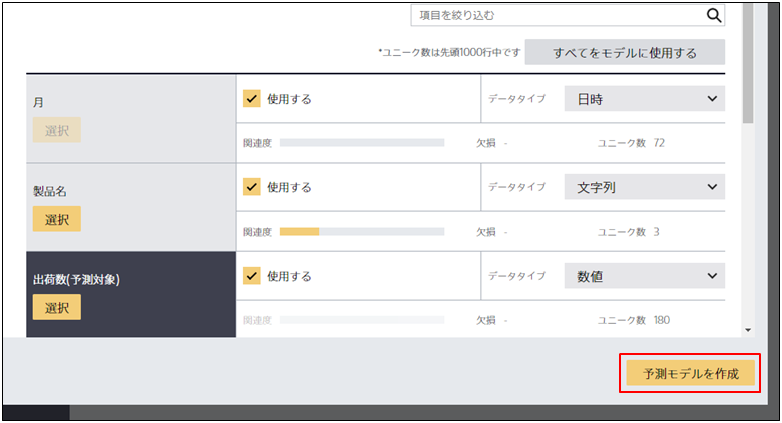 項目を絞り込む
*ユニーク数は先頭1000行中です
すべてをモデルに使用する
月
選択
使用する
データタイプ
日時
関連度
欠損 -
ユニーク数 72
製品名
選択
使用する
データタイプ
文字列
関連度
欠損 -
ユニーク数 3
出荷数(予測対象)
選択
使用する
データタイプ
数値
関連度
欠損 -
ユニーク数 180
予測モデルを作成